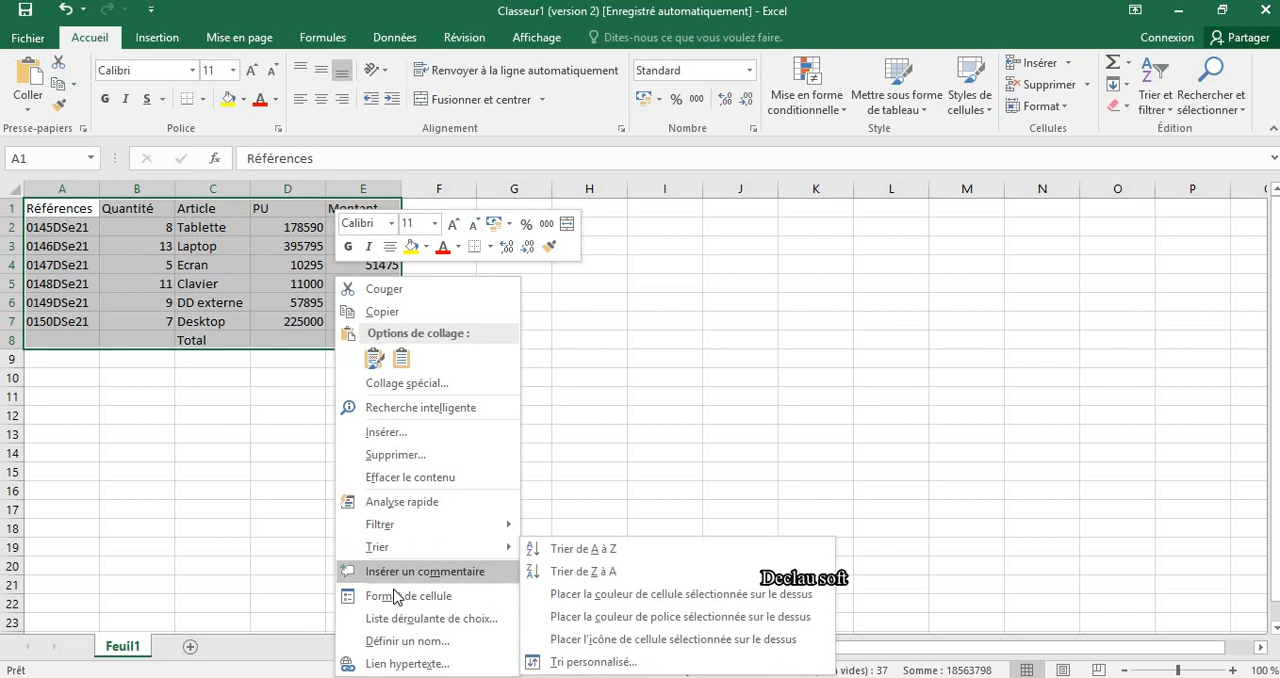 Classeur1 (version 2) [Enregistré automatiquement] - Excel
Fichier Accueil Insertion Mise en page Formules Données Révision Affichage Dites-nous ce que vous voulez faire. Connexion Partager
Coller
Presse-papiers
Calibri 11
G I S
Police
Renvoyer à la ligne automatiquement
Fusionner et centrer
Alignement
Standard
% 000
Nombre
Mise en forme conditionnelle
Mettre sous forme de tableau
Styles de cellules
Style
Insérer
Supprimer
Format
Cellules
Trier et filtrer
Rechercher et sélectionner
Édition
A1 fx Références
A B C D E F G H I J K L M N O P
1 Références Quantité Article PU Montant
2 0145DSe21 8 Tablette 178590
3 0146DSe21 13 Laptop 395795
4 0147DSe21 5 Ecran 10295 51475
5 0148DSe21 11 Clavier 11000
6 0149DSe21 9 DD externe 57895
7 0150DSe21 7 Desktop 225000
8 Total
9
10
11
12
13
14
15
16
17
18
19
20
21
22
23
Calibri 11 % 000
G I
Couper
Copier
Options de collage :
Collage spécial...
Recherche intelligente
Insérer...
Supprimer...
Effacer le contenu
Analyse rapide
Filtrer
Trier
Insérer un commentaire
Liste déroulante de choix...
Définir un nom...
Lien hypertexte...
Trier de A à Z
Trier de Z à A
Placer la couleur de cellule sélectionnée sur le dessus
Placer la couleur de police sélectionnée sur le dessus
Placer l'icône de cellule sélectionnée sur le dessus
Tri personnalisé...
Declau soft
Feuil1
Prêt
vides) : 37 Somme : 18563798 100 %